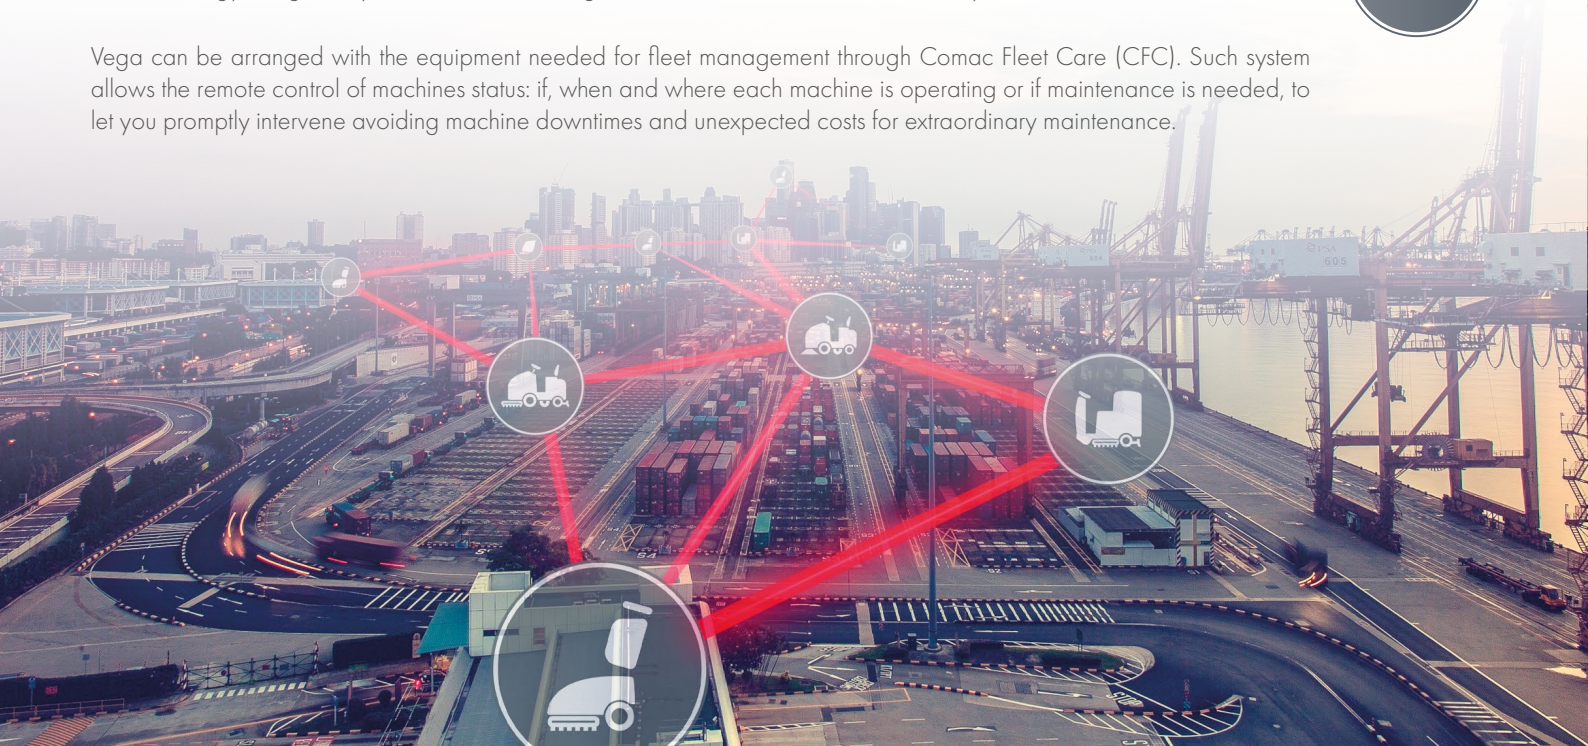 Vega can be arranged with the equipment needed for fleet management through Comac Fleet Care (CFC). Such system
allows the remote control of machines status: if, when and where each machine is operating or if maintenance is needed, to
let you promptly intervene avoiding machine downtimes and unexpected costs for extraordinary maintenance.
PSA
605